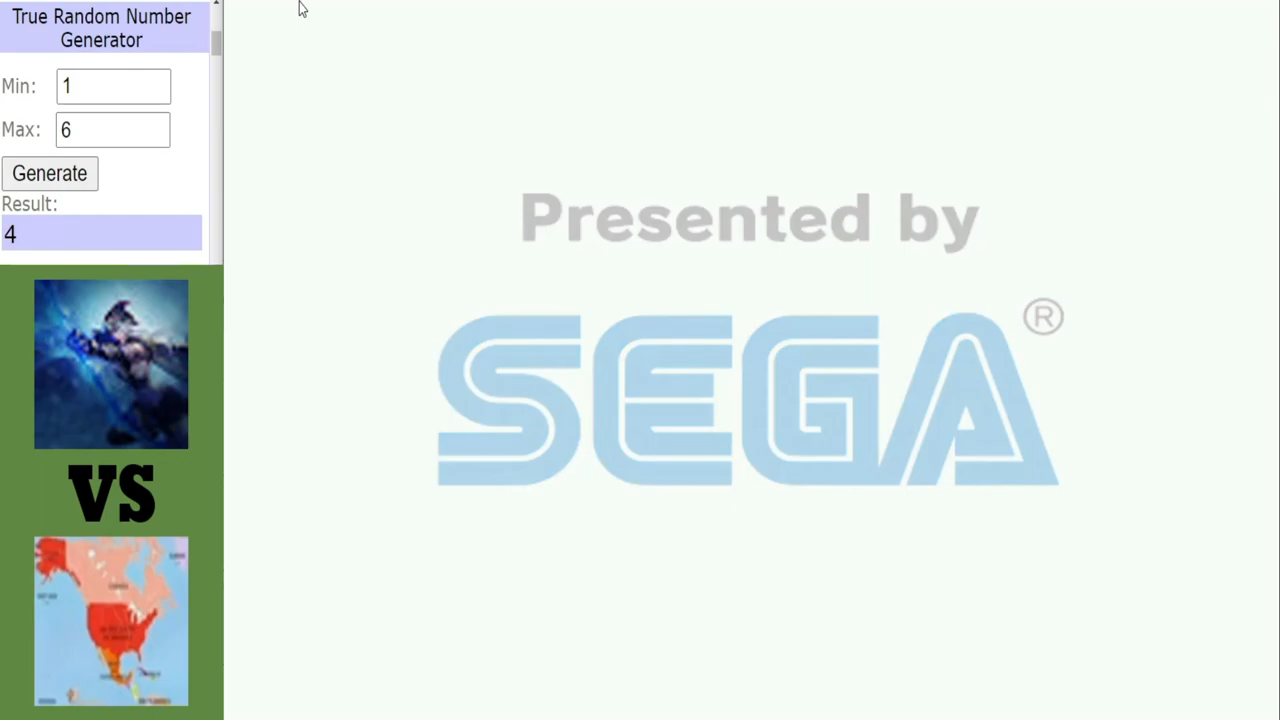 True Random Number
Generator
Min: 1
Max: 6
Generate
Result:
4
VS
Presented by
SEGA®